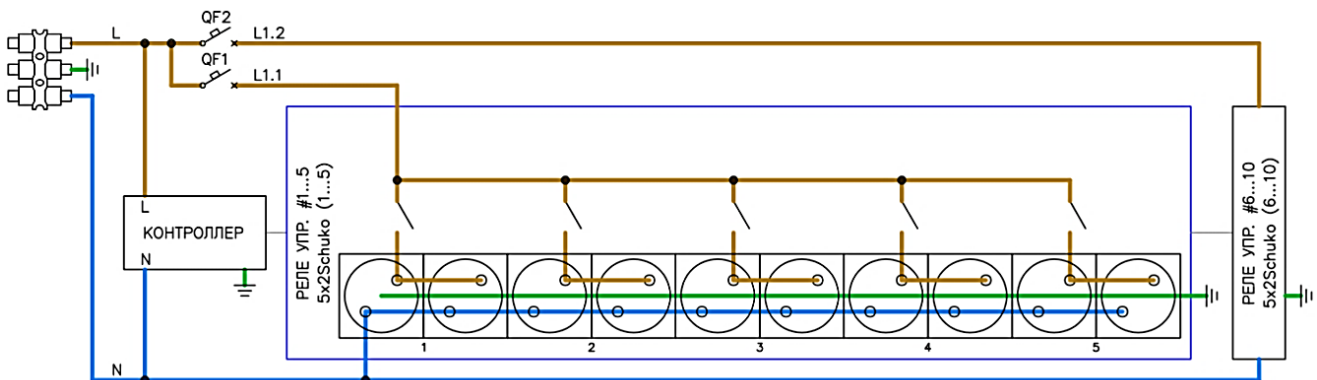 QF2
L
L1.2
QF1
L1.1
РЕЛЕ УПР. #1...5
5x2Schuko (1...5)
РЕЛЕ УПР. #6...10
5x2Schuko (6...10)
L
КОНТРОЛЛЕР
N
1
2
3
4
5
N